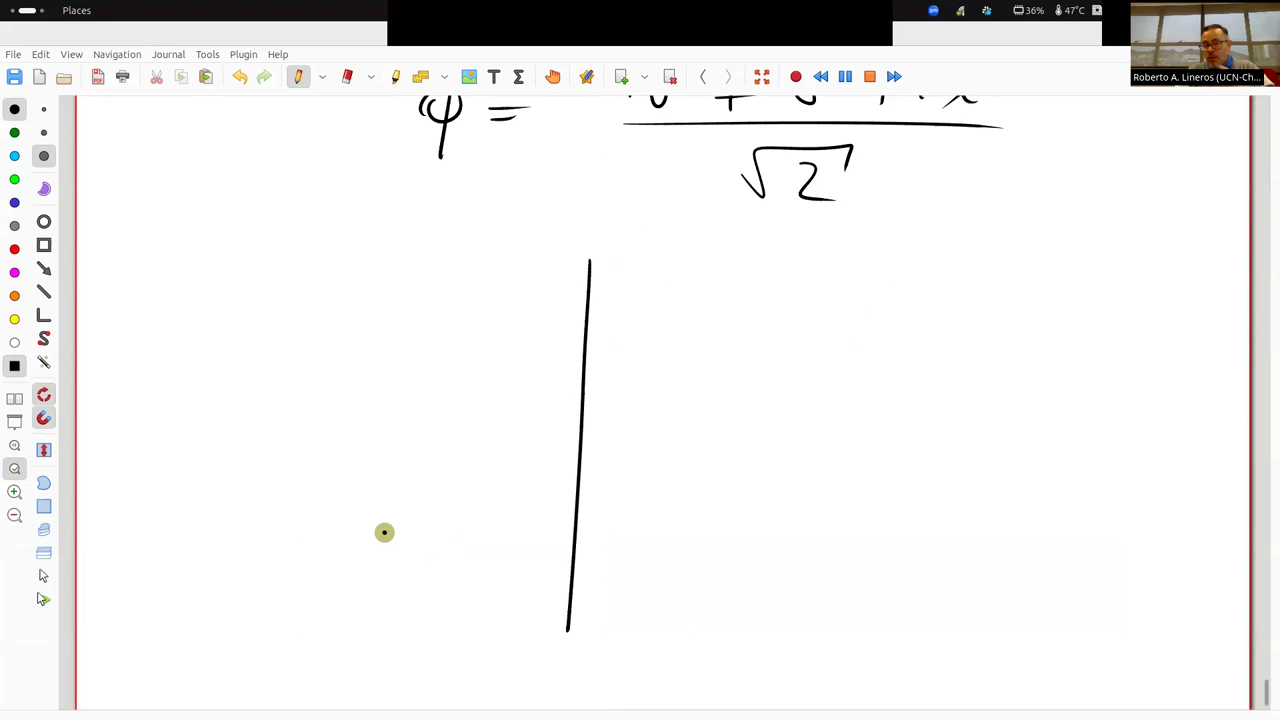 Places
36% 47°C
File Edit View Navigation Journal Tools Plugin Help
Roberto A. Lineros (UCN-Ch...
φ =
√2